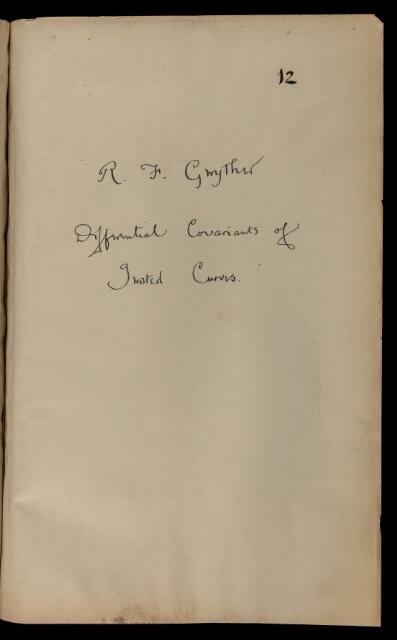 12
R. F. Gwyther
Differential Covariants of
Twisted Curves.